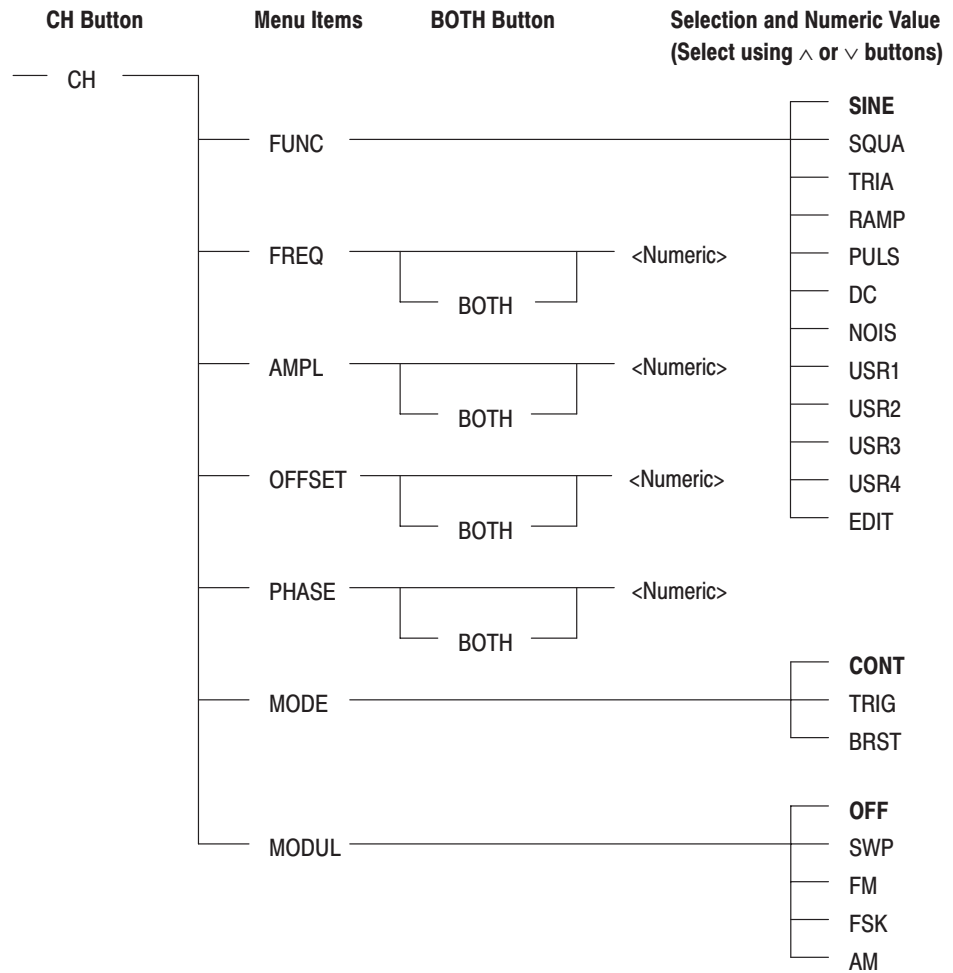 CH Button Menu Items BOTH Button Selection and Numeric Value
(Select using ∧ or ∨ buttons)
CH
SINE
FUNC SQUA
TRIA
RAMP
FREQ <Numeric> PULS
DC
BOTH
NOIS
AMPL <Numeric> USR1
USR2
BOTH
USR3
OFFSET <Numeric> USR4
EDIT
BOTH
PHASE <Numeric>
BOTH
CONT
MODE TRIG
BRST
OFF
MODUL SWP
FM
FSK
AM